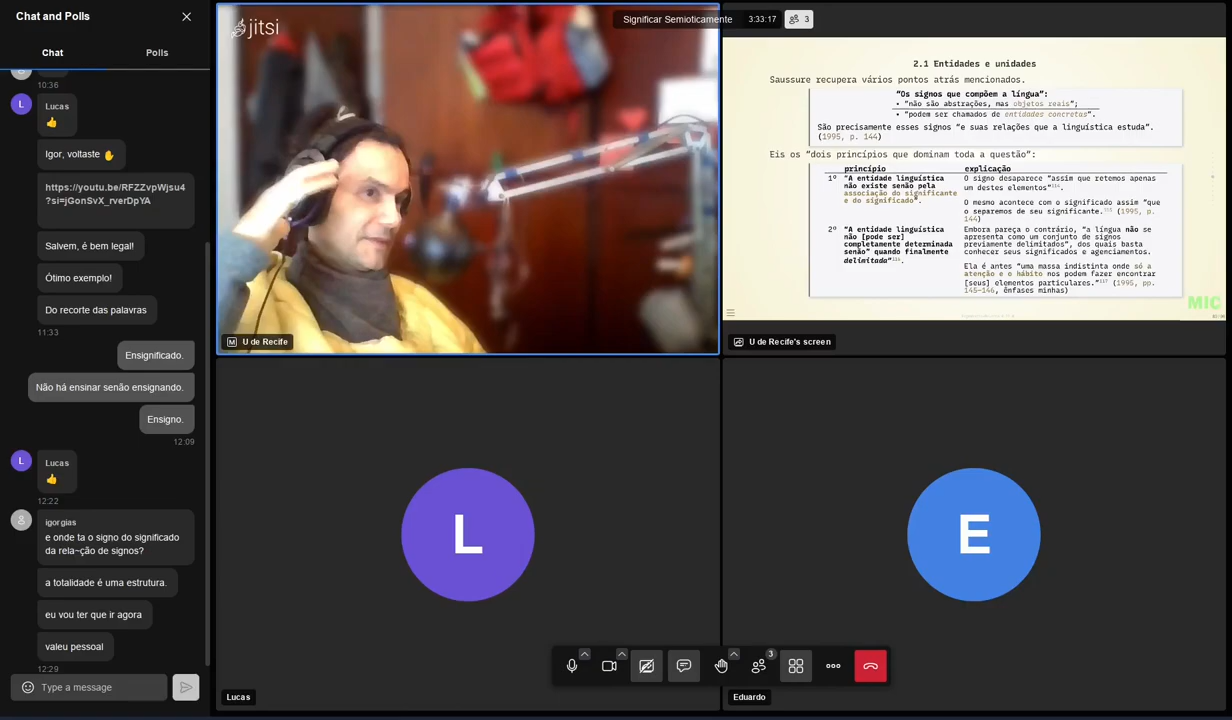 Chat and Polls
Chat
Polls
10:36
L
Lucas
👍
Igor, voltaste ✋
https://youtu.be/RFZZvpWjsu4
?si=jGonSvX_rverDpYA
Salvem, é bem legal!
Ótimo exemplo!
Do recorte das palavras
11:33
Ensignificado.
Não há ensinar senão ensignando.
Ensigno.
12:09
L
Lucas
👍
12:22
igorgias
e onde ta o signo do significado
da rela~ção de signos?
a totalidade é uma estrutura.
eu vou ter que ir agora
valeu pessoal
12:29
Type a message
jitsi
Significar Semioticamente
3:33:17
3
M
U de Recife
2.1 Entidades e unidades
Saussure recupera vários pontos atrás mencionados.
“Os signos que compõem a língua”:
• “não são abstrações, mas objetos reais”;
• “podem ser chamados de entidades concretas”.
São precisamente esses signos “e suas relações que a linguística estuda”.
(1995, p. 144)
Eis os “dois princípios que dominam toda a questão”:
princípio
explicação
1º “A entidade linguística
não existe senão pela
associação do significante
e do significado”.
O signo desaparece “assim que retemos apenas
um destes elementos”
O mesmo acontece com o significado assim “que
o separemos de seu significante. (1995, p.
144)
2º “A entidade linguística
não [pode ser]
completamente determinada
senão” quando finalmente
delimitada”
Embora pareça o contrário, “a língua não se
apresenta como um conjunto de signos
previamente delimitados”, dos quais basta
conhecer seus significados e agenciamentos.
Ela é antes “uma massa indistinta onde só a
atenção e o hábito nos podem fazer encontrar
[seus] elementos particulares.” (1995, pp.
145–146, ênfases minhas)
MIC
U de Recife's screen
L
Lucas
E
Eduardo
3